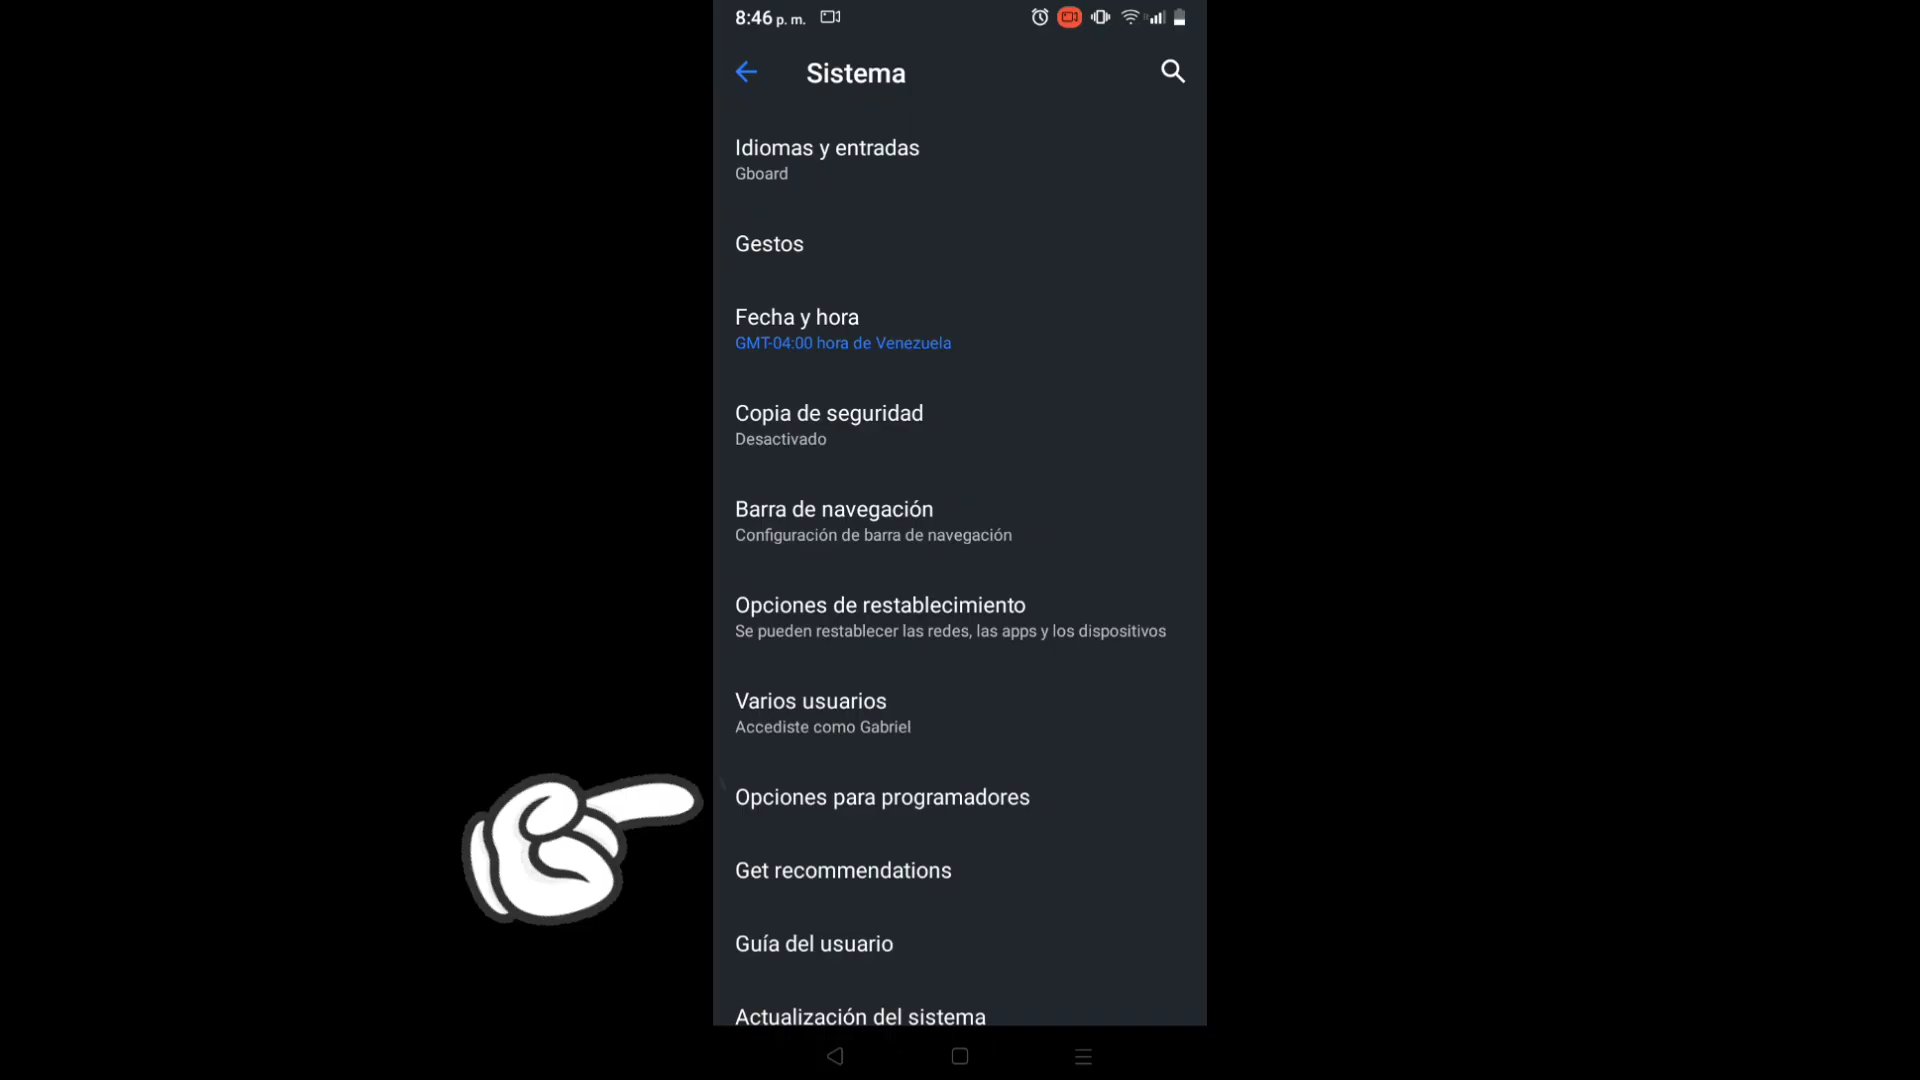 8:46 p. m.
Sistema
Idiomas y entradas
Gboard
Gestos
Fecha y hora
GMT-04:00 hora de Venezuela
Copia de seguridad
Desactivado
Barra de navegación
Configuración de barra de navegación
Opciones de restablecimiento
Se pueden restablecer las redes, las apps y los dispositivos
Varios usuarios
Accediste como Gabriel
Opciones para programadores
Get recommendations
Guía del usuario
Actualización del sistema